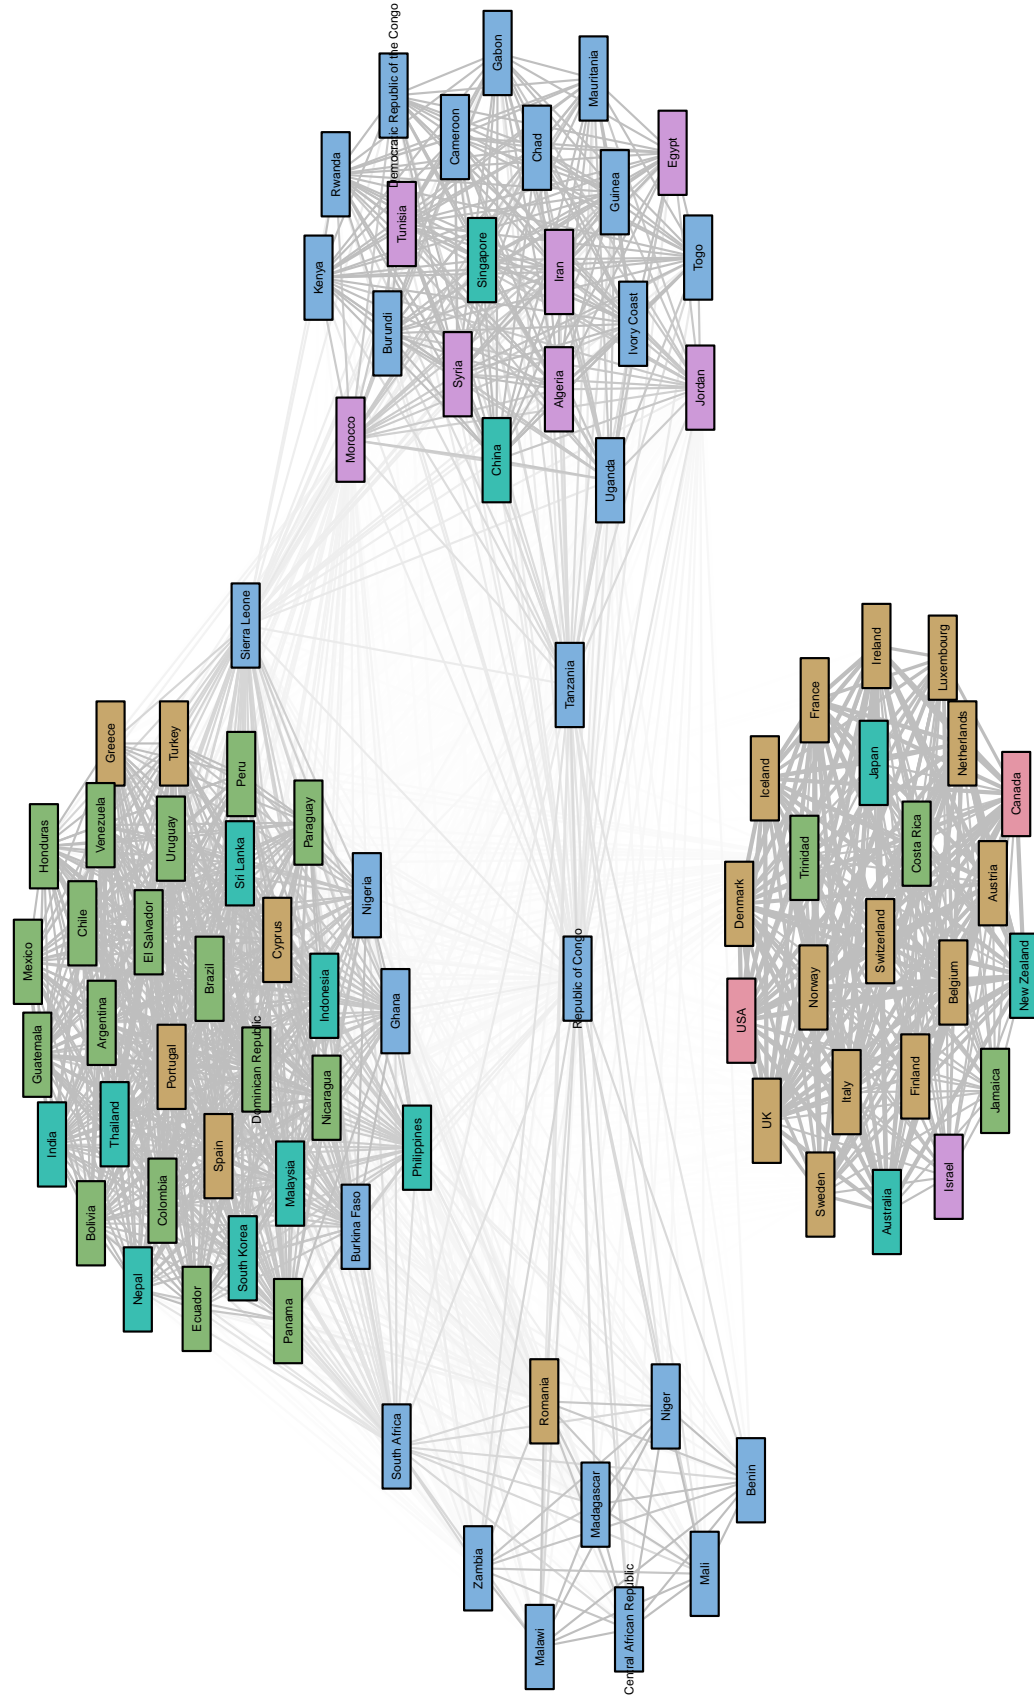 Gabon
Democratic Republic of the Congo
Mauritania
Cameroon
Chad
Egypt
Rwanda
Guinea
Tunisia
Togo
Singapore
Iran
Kenya
Ivory Coast
Burundi
Syria
Algeria
Jordan
Morocco
China
Uganda
Sierra Leone
Tanzania
Ireland
Luxembourg
France
Netherlands
Greece
Turkey
Japan
Iceland
Canada
Peru
Venezuela
Uruguay
Paraguay
Honduras
Trinidad
Costa Rica
Sri Lanka
Austria
Nigeria
Denmark
Chile
El Salvador
Cyprus
Switzerland
Mexico
Brazil
Indonesia
Republic of Congo
Norway
Belgium
New Zealand
Ghana
Argentina
USA
Guatemala
Portugal
Dominican Republic
Finland
Italy
Jamaica
Nicaragua
UK
India
Thailand
Philippines
Spain
Malaysia
Israel
Sweden
Colombia
Australia
Bolivia
Burkina Faso
South Korea
Nepal
Ecuador
Panama
Romania
Niger
South Africa
Benin
Madagascar
Zambia
Mali
Central African Republic
Malawi